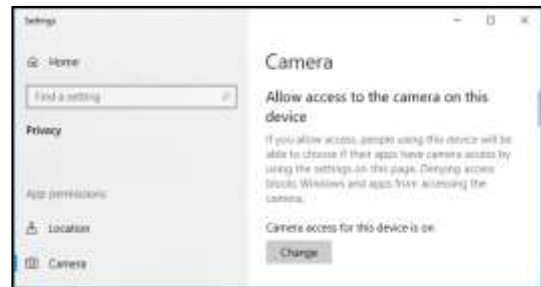 Settings
Home
Find a setting
Privacy
App permissions
Location
Camera
Camera
Allow access to the camera on this
device
If you allow access, people using this device will be
able to choose if their apps have camera access by
using the settings on this page. Denying access
blocks Windows and apps from accessing the
camera.
Camera access for this device is on
Change